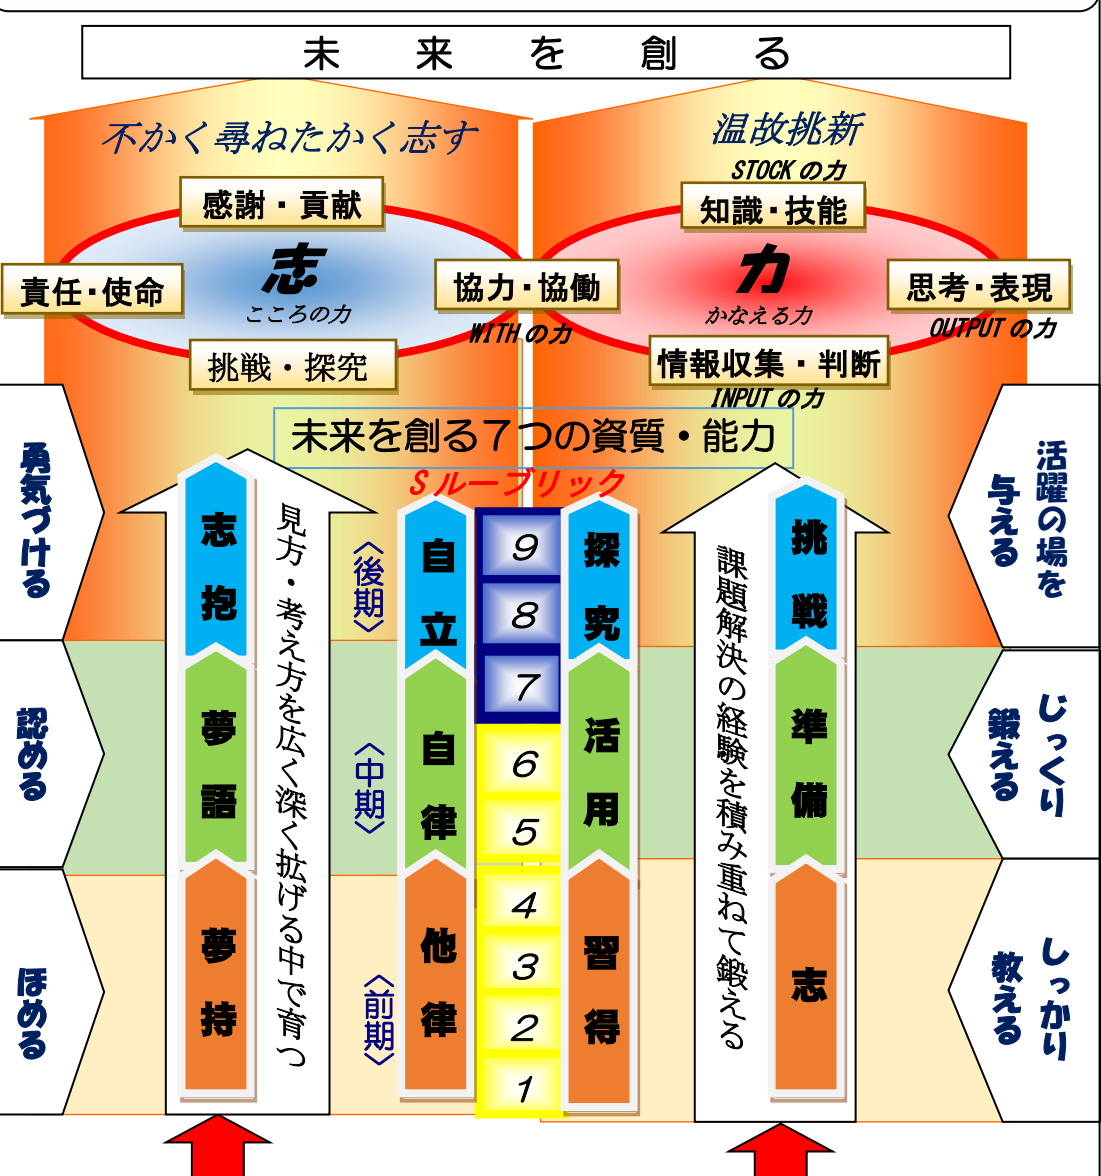 未来を創る
不かく尋ねたかく志す
温故挑新
STOCKの力
感謝・貢献
知識・技能
志
こころの力
力
かなえる力
責任・使命
協力・協働
思考・表現
WITHの力
OUTPUTの力
挑戦・探究
情報収集・判断
INPUTの力
未来を創る7つの資質・能力
Sルーブリック
勇気づける
認める
ほめる
志抱
夢語
夢持
見方・考え方を広く深く拡げる中で育つ
〈後期〉
〈中期〉
〈前期〉
自立
自律
他律
9
8
7
6
5
4
3
2
1
探究
活用
習得
課題解決の経験を積み重ねて鍛える
挑戦
準備
志
活躍の場を
与える
じっくり
鍛える
しっかり
教える